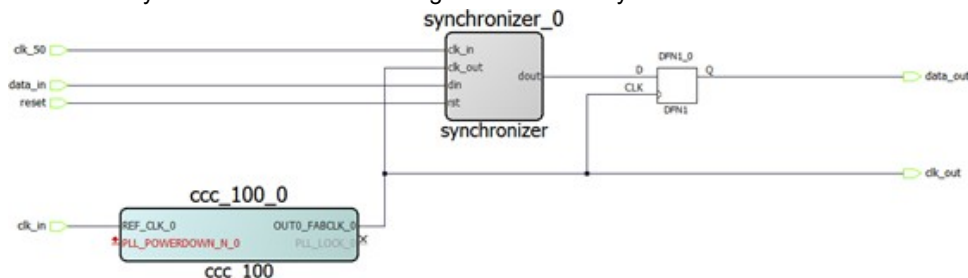 synchronizer_0
clk_50
clk_in
clk_out
data_in
din
reset
rst
dout
synchronizer
DFN1_0
D
Q
CLK
DFN1
data_out
clk_out
ccc_100_0
clk_in
REF_CLK_0
OUT0_FABCLK_0
PLL_POWERDOWN_N_0
PLL_LOCK_0
ccc_100